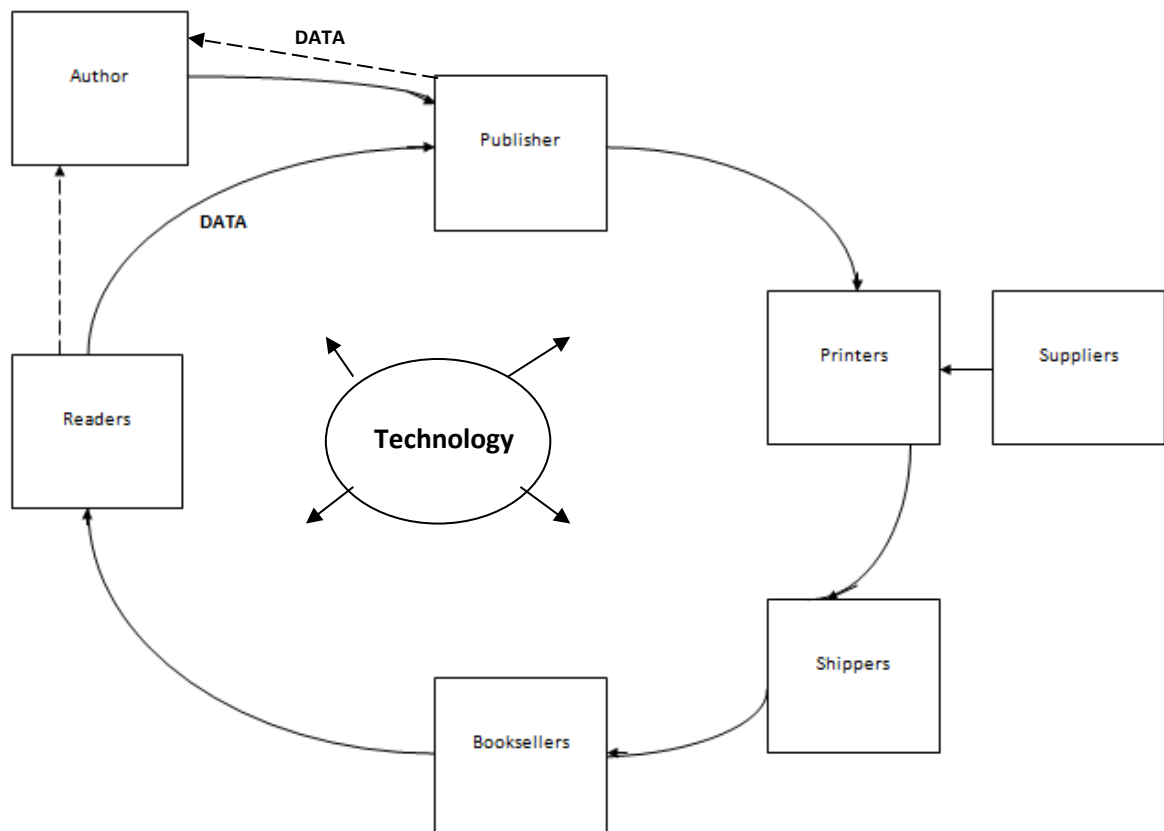 DATA
Author
Publisher
DATA
Printers
Suppliers
Readers
Technology
Shippers
Booksellers